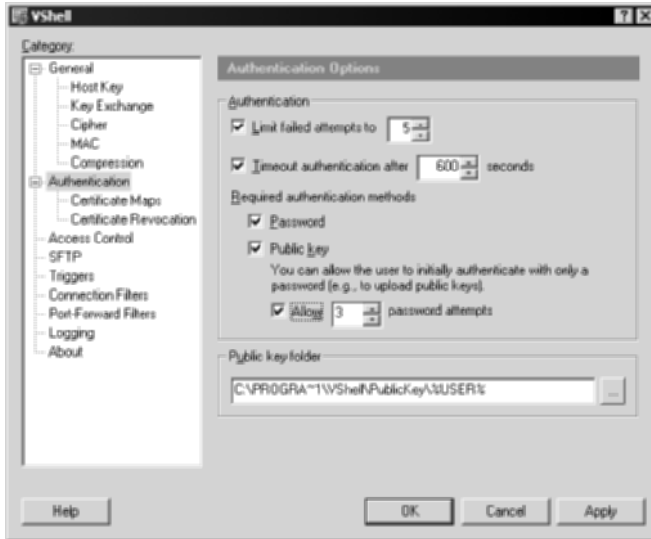 VShell
Category:
General
Host Key
Key Exchange
Cipher
MAC
Compression
Authentication
Certificate Maps
Certificate Revocation
Access Control
SFTP
Triggers
Connection Filters
Port-Forward Filters
Logging
About
Authentication Options
Authentication
Limit failed attempts to 5
Timeout authentication after 600 seconds
Required authentication methods
Password
Public key
You can allow the user to initially authenticate with only a
password (e.g., to upload public keys).
Allow 3 password attempts
Public key folder
C:\PROGRA~1\VShell\PublicKey\%USER%
...
Help
OK
Cancel
Apply